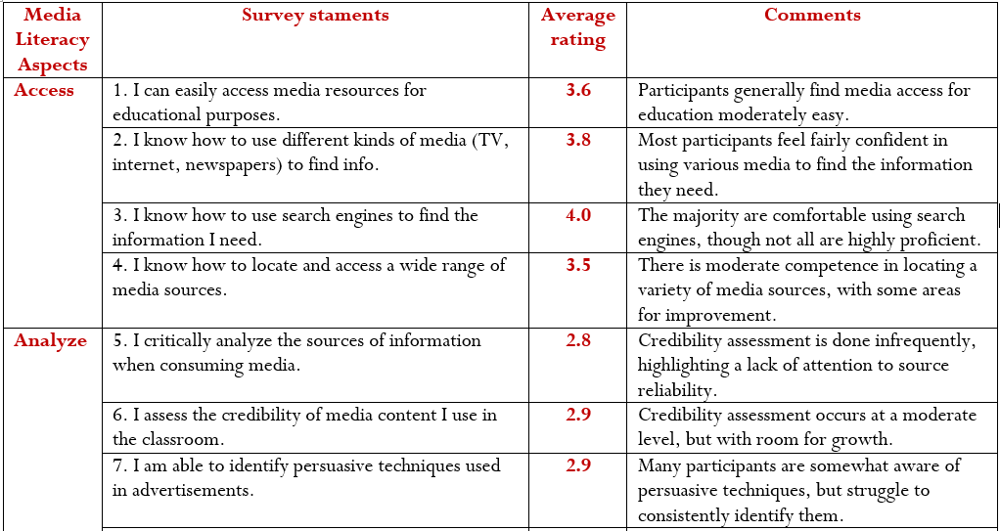 Media Literacy Aspects
Survey staments
Average rating
Comments
Access
1. I can easily access media resources for
educational purposes.
3.6
Participants generally find media access for
education moderately easy.
2. I know how to use different kinds of media (TV,
internet, newspapers) to find info.
3.8
Most participants feel fairly confident in
using various media to find the information
they need.
3. I know how to use search engines to find the
information I need.
4.0
The majority are comfortable using search
engines, though not all are highly proficient.
4. I know how to locate and access a wide range of
media sources.
3.5
There is moderate competence in locating a
variety of media sources, with some areas
for improvement.
Analyze
5. I critically analyze the sources of information
when consuming media.
2.8
Credibility assessment is done infrequently,
highlighting a lack of attention to source
reliability.
6. I assess the credibility of media content I use in
the classroom.
2.9
Credibility assessment occurs at a moderate
level, but with room for growth.
7. I am able to identify persuasive techniques used
in advertisements.
2.9
Many participants are somewhat aware of
persuasive techniques, but struggle to
consistently identify them.